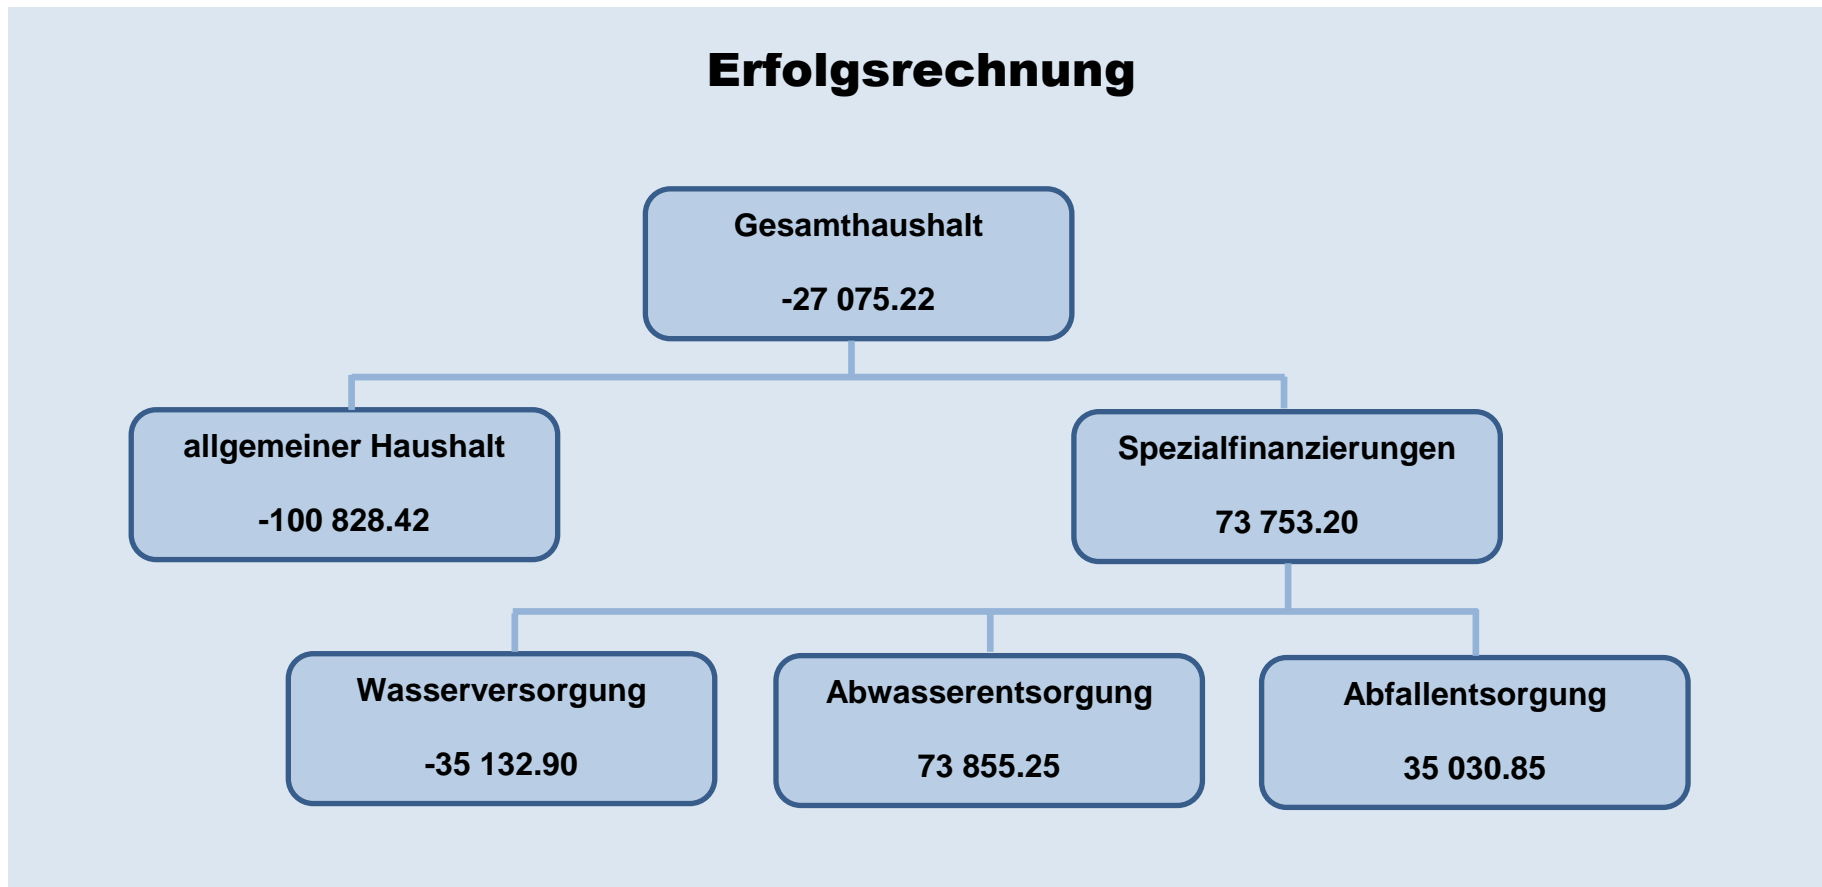 Erfolgsrechnung
Gesamthaushalt
-27 075.22
allgemeiner Haushalt
-100 828.42
Spezialfinanzierungen
73 753.20
Wasserversorgung
-35 132.90
Abwasserentsorgung
73 855.25
Abfallentsorgung
35 030.85